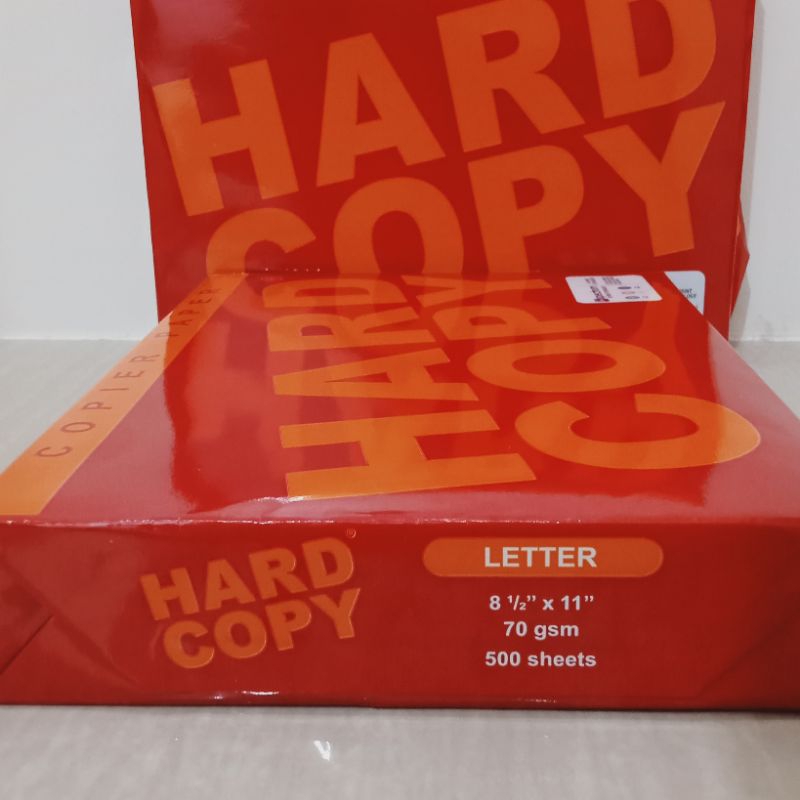 HARD
COPY
COPIER PAPER
HARD
COPY
HARD
COPY
®
LETTER
8 ½” x 11”
70 gsm
500 sheets